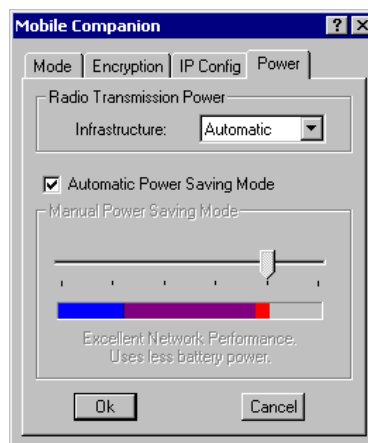 Mobile Companion
Mode Encryption IP Config Power
Radio Transmission Power
Infrastructure: Automatic
Automatic Power Saving Mode
Manual Power Saving Mode
Excellent Network Performance.
Uses less battery power.
Ok Cancel